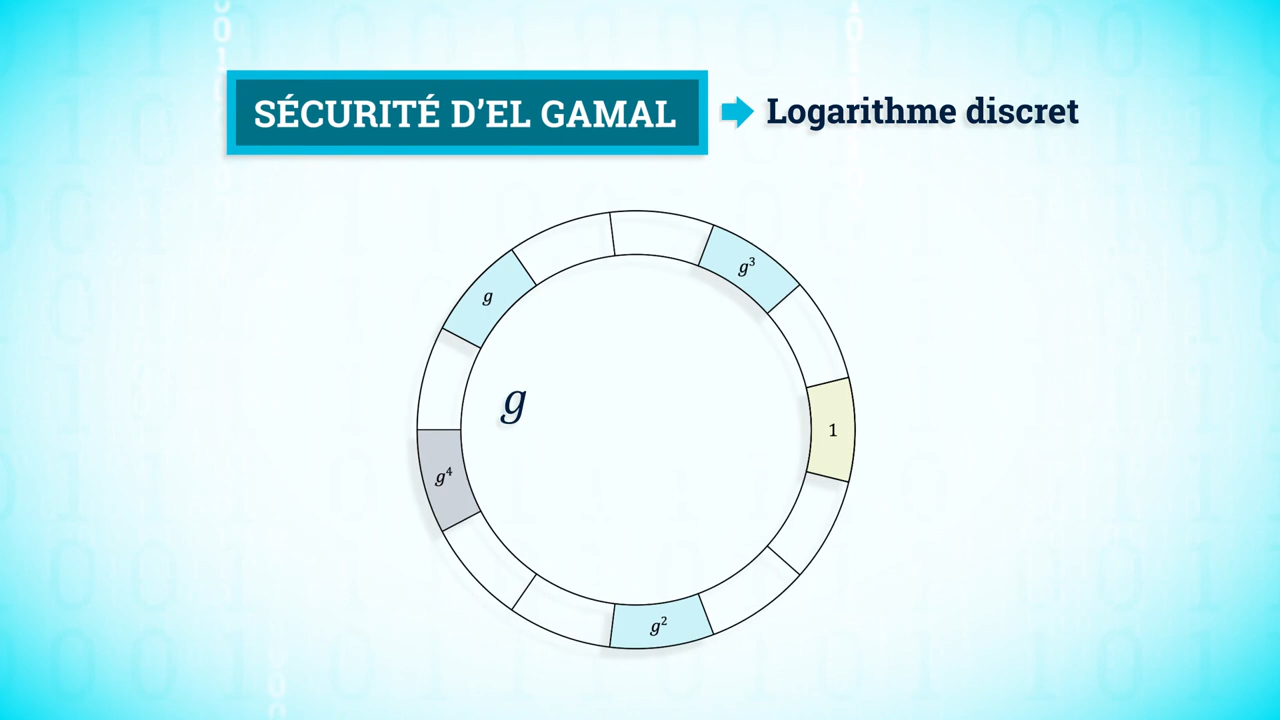 SÉCURITÉ D'EL GAMAL
Logarithme discret
g³
g
g
1
g⁴
g²